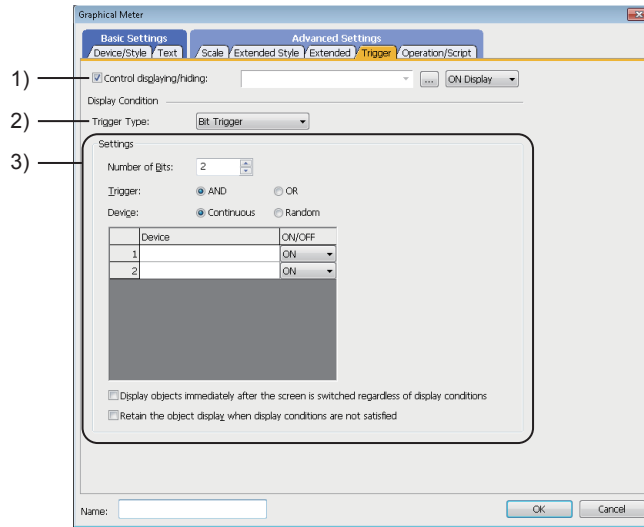 Graphical Meter
Basic Settings
Advanced Settings
Device/Style Text Scale Extended Style Extended Trigger Operation/Script
1)
Control displaying/hiding:
...
ON Display
Display Condition
2)
Trigger Type:
Bit Trigger
3)
Settings
Number of Bits:
2
Trigger:
AND
OR
Device:
Continuous
Random
Device
ON/OFF
1
ON
2
ON
Display objects immediately after the screen is switched regardless of display conditions
Retain the object display when display conditions are not satisfied
Name:
OK
Cancel